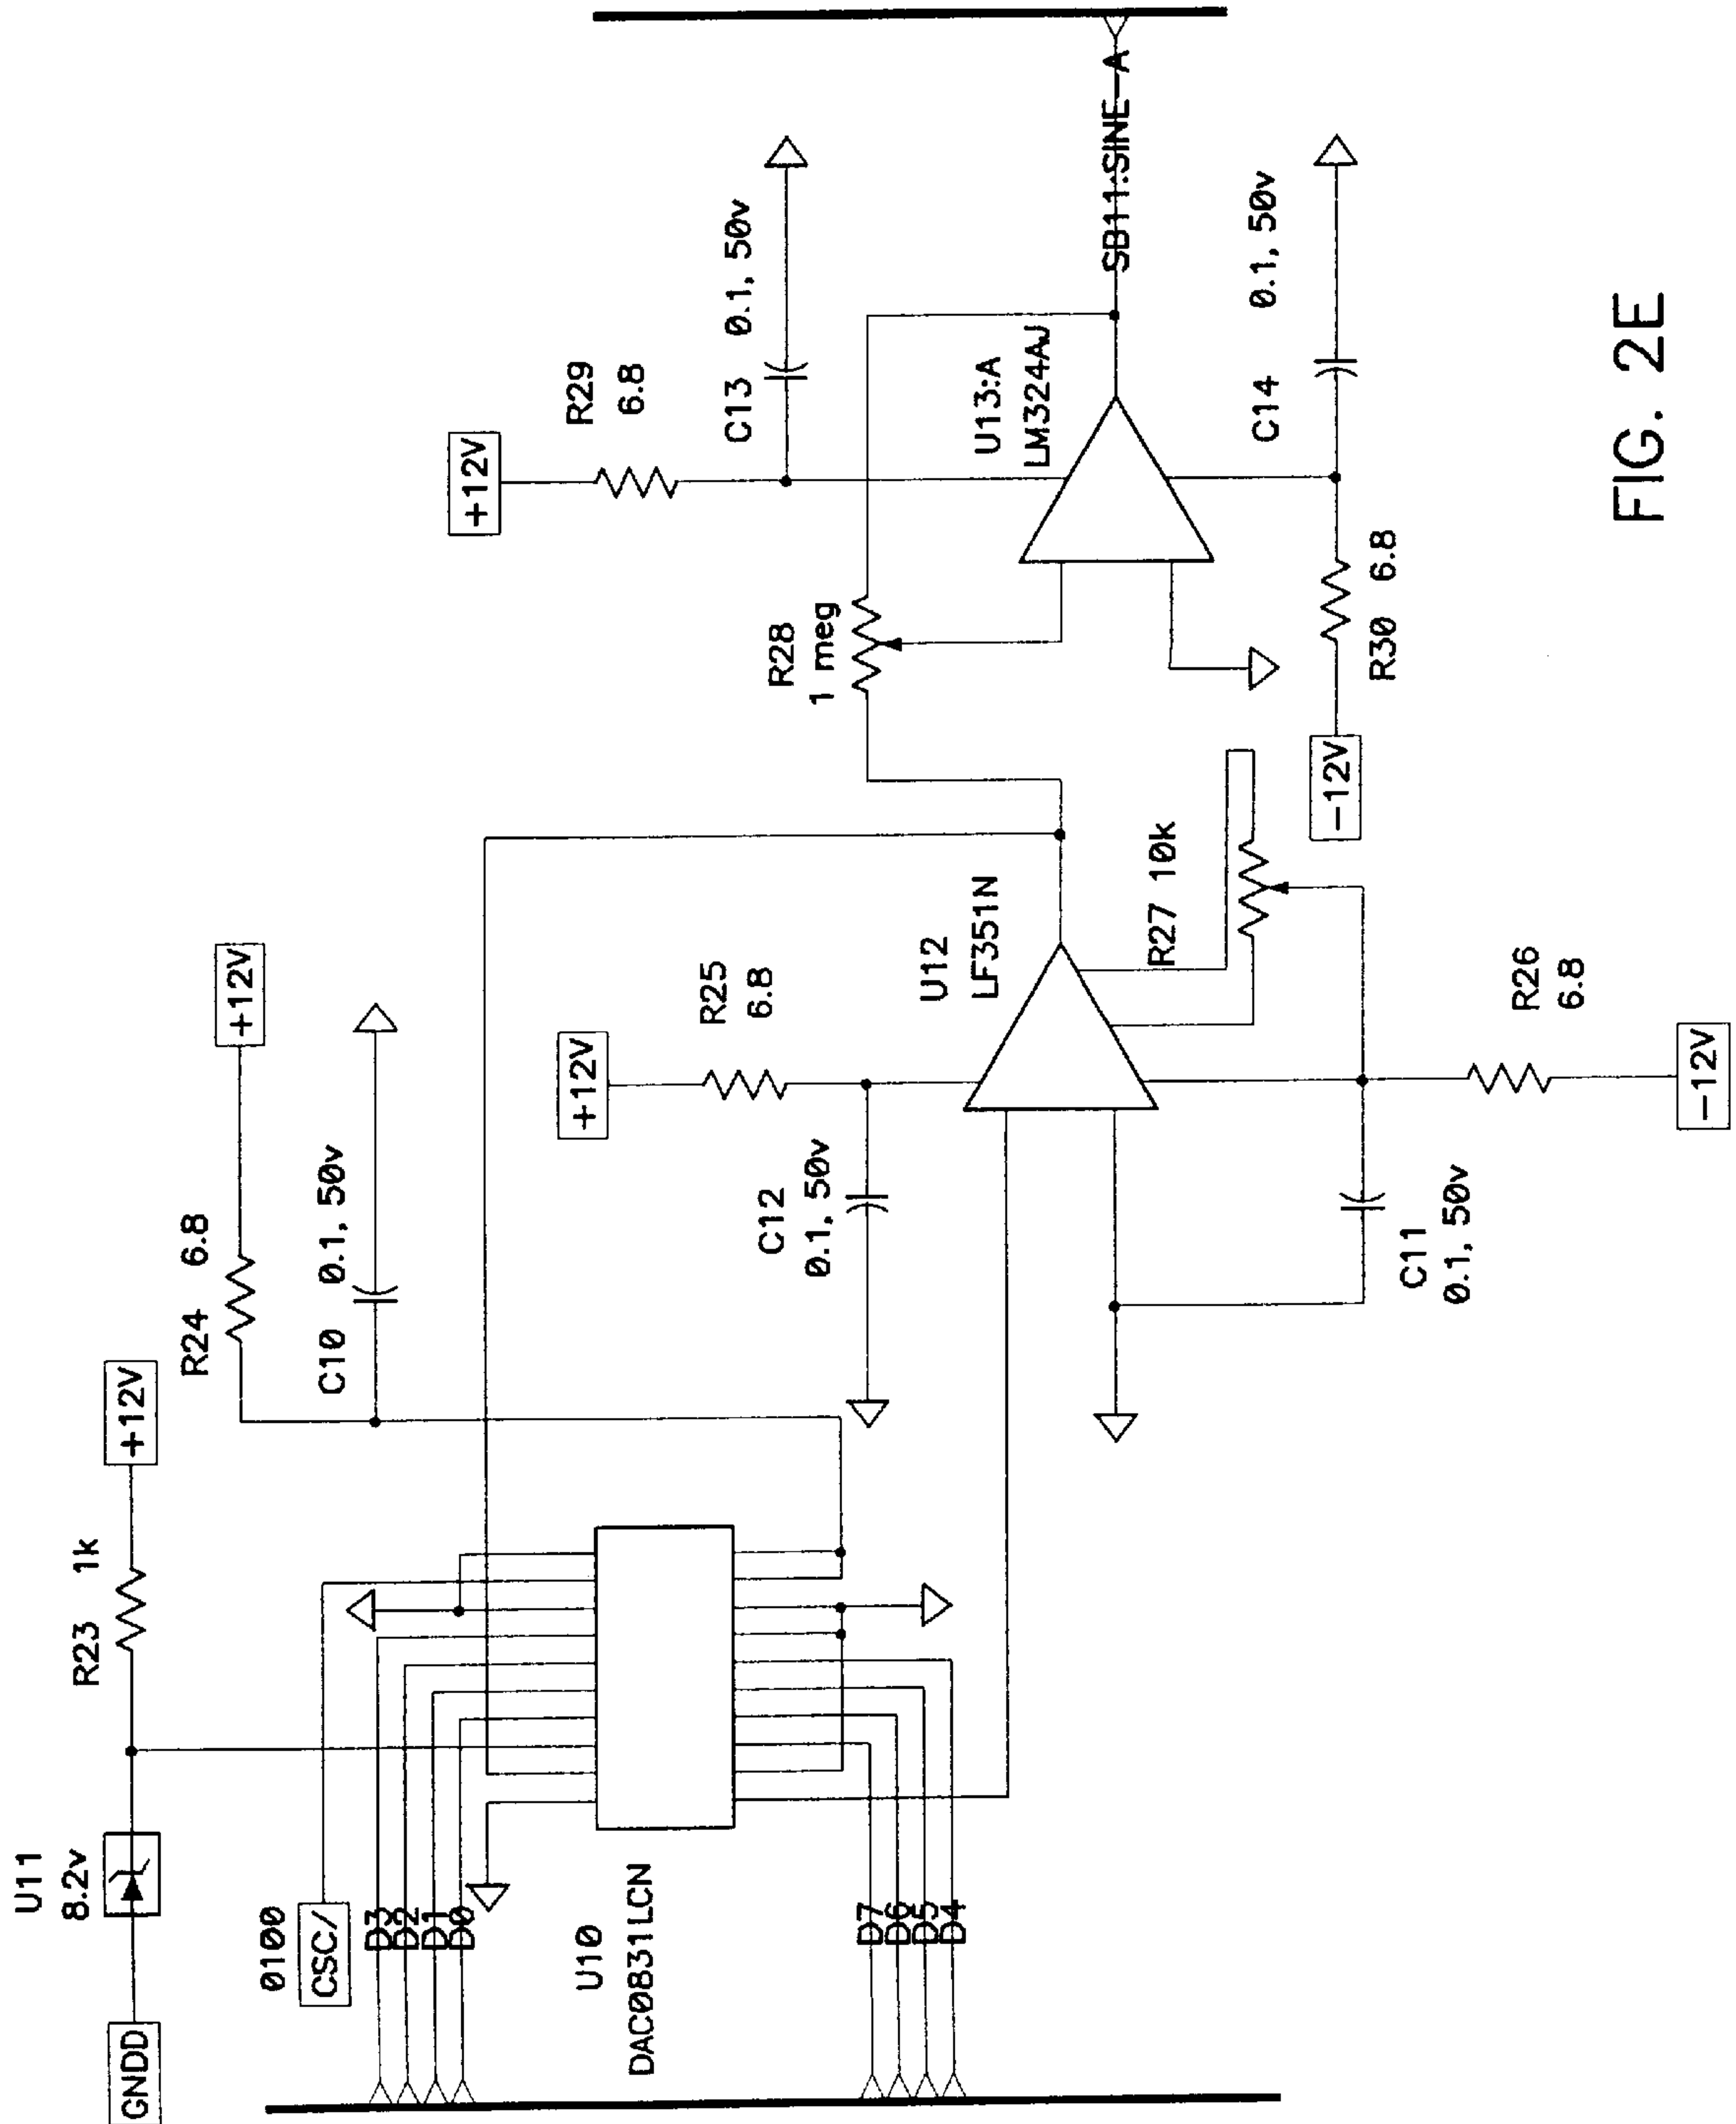 U11
8.2v
GNDD
R23 1k
+12V
R24 6.8
+12V
C10 0.1, 50v
0100
CSC/
D3
D2
D1
D0
U10
DAC0831LCN
D7
D6
D5
D4
+12V
R25
6.8
C12
0.1, 50v
U12
LF351N
R27 10k
C11
0.1, 50v
R26
6.8
-12V
+12V
R29
6.8
C13 0.1, 50v
R28
1 meg
U13:A
LM324AJ
SB11:SINE-A
C14 0.1, 50v
R30 6.8
-12V
FIG. 2E